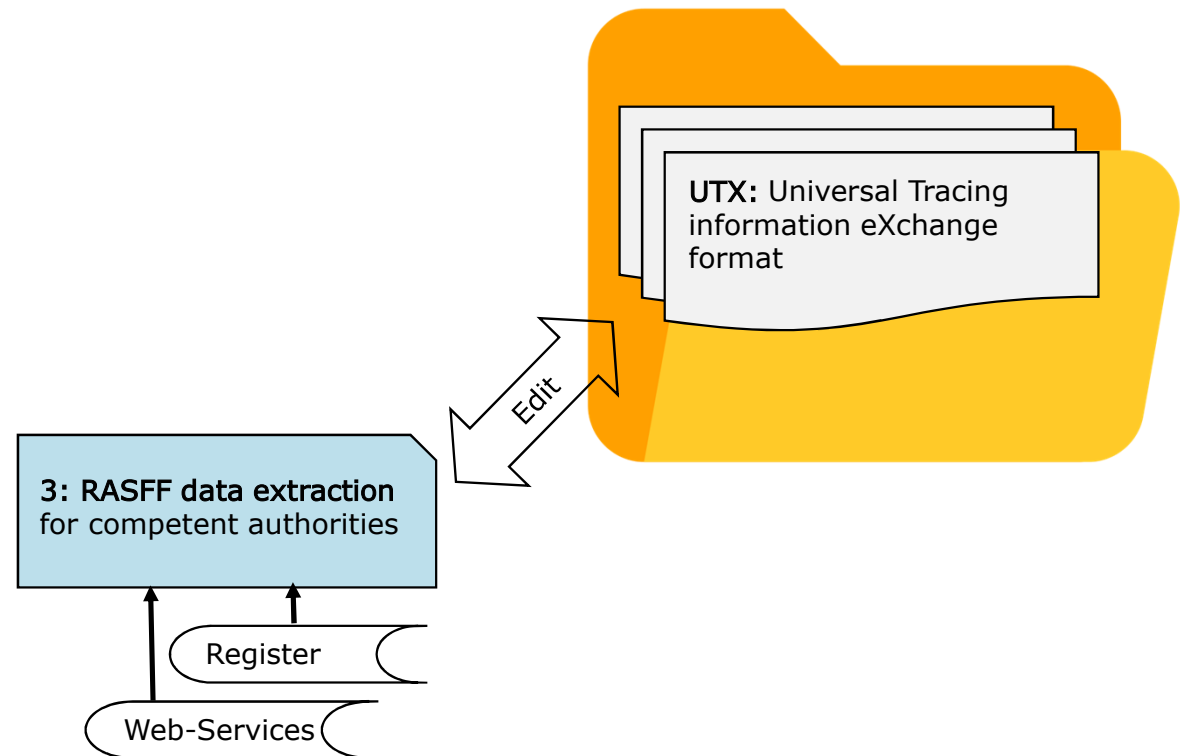 UTX: Universal Tracing
information eXchange
format
Edit
3: RASFF data extraction
for competent authorities
Register
Web-Services